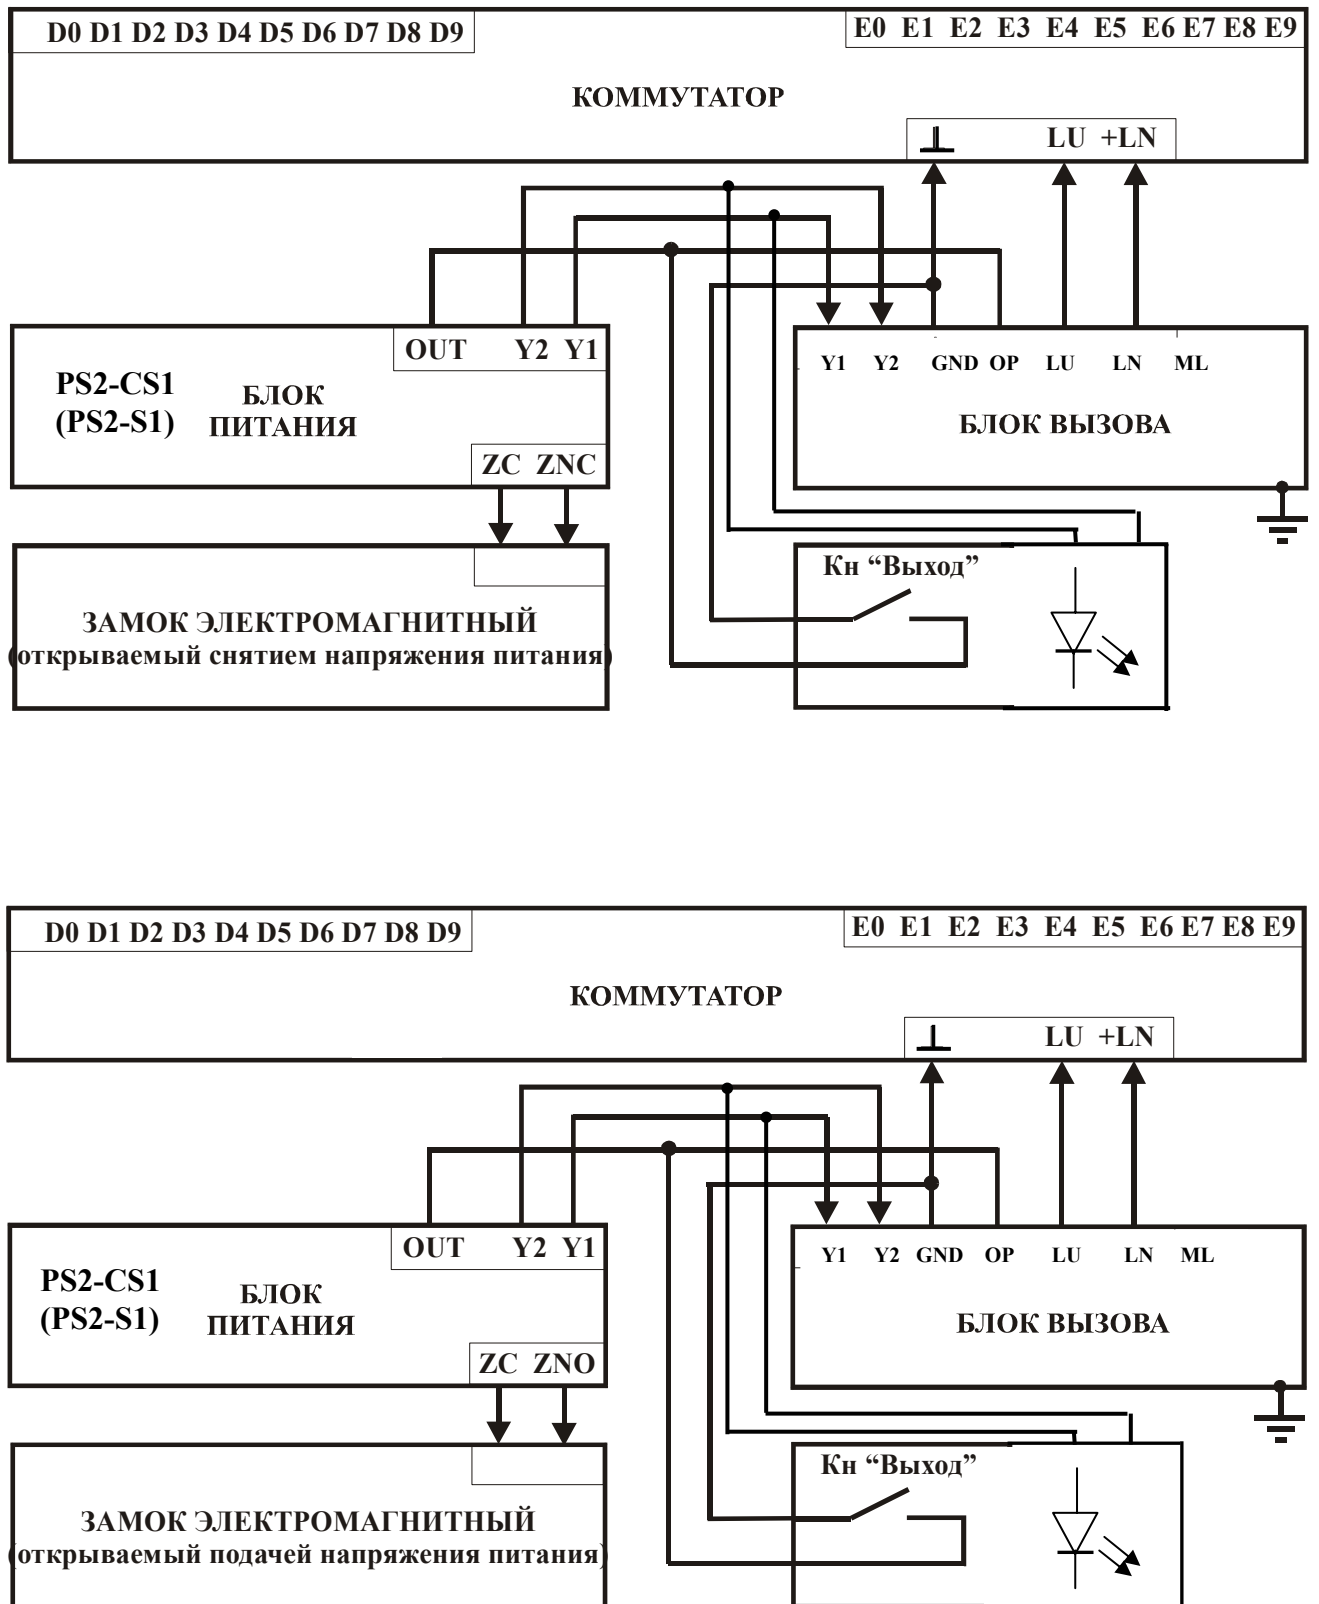 D0 D1 D2 D3 D4 D5 D6 D7 D8 D9
E0 E1 E2 E3 E4 E5 E6 E7 E8 E9
КОММУТАТОР
LU +LN
OUT Y2 Y1
PS2-CS1
(PS2-S1)
БЛОК
ПИТАНИЯ
ZC ZNC
Y1 Y2 GND OP LU LN ML
БЛОК ВЫЗОВА
ЗАМОК ЭЛЕКТРОМАГНИТНЫЙ
(открываемый снятием напряжения питания)
Кн “Выход”
D0 D1 D2 D3 D4 D5 D6 D7 D8 D9
E0 E1 E2 E3 E4 E5 E6 E7 E8 E9
КОММУТАТОР
LU +LN
OUT Y2 Y1
PS2-CS1
(PS2-S1)
БЛОК
ПИТАНИЯ
ZC ZNO
Y1 Y2 GND OP LU LN ML
БЛОК ВЫЗОВА
ЗАМОК ЭЛЕКТРОМАГНИТНЫЙ
(открываемый подачей напряжения питания)
Кн “Выход”